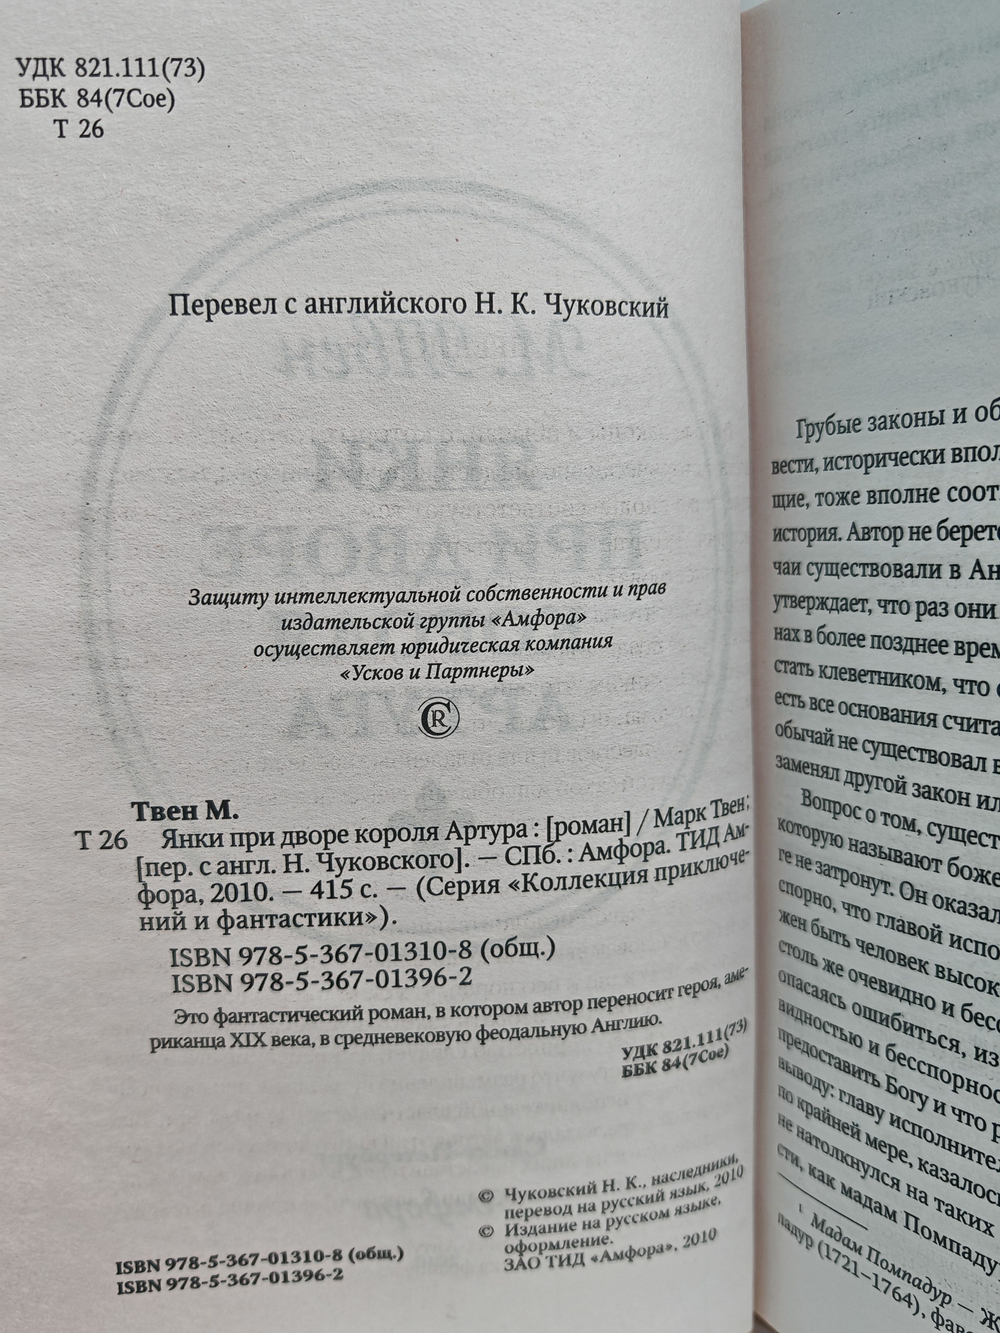 УДК 821.111(73)
ББК 84(7Сое)
Т 26
Перевел с английского Н. К. Чуковский
Защиту интеллектуальной собственности и прав
издательской группы «Амфора»
осуществляет юридическая компания
«Усков и Партнеры»
Твен М.
Т 26 Янки при дворе короля Артура : [роман] / Марк Твен ;
[пер. с англ. Н. Чуковского]. — СПб. : Амфора. ТИД Ам-
фора, 2010. — 415 с. — (Серия «Коллекция приключе-
ний и фантастики»).
ISBN 978-5-367-01310-8 (общ.)
ISBN 978-5-367-01396-2
Это фантастический роман, в котором автор переносит героя, аме-
риканца XIX века, в средневековую феодальную Англию.
УДК 821.111(73)
ББК 84(7Сое)
© Чуковский Н. К., наследники,
перевод на русский язык, 2010
© Издание на русском языке,
оформление.
ЗАО ТИД «Амфора», 2010
ISBN 978-5-367-01310-8 (общ.)
ISBN 978-5-367-01396-2
Грубые законы и об
вести, исторически впол
щие, тоже вполне соот
история. Автор не берет
чаи существовали в Ан
утверждает, что раз они
нах в более позднее врем
стать клеветником, что
есть все основания счита
обычай не существовал в
заменял другой закон ил
Вопрос о том, сущест
которую называют боже
ге не затронут. Он оказал
спорно, что главой испо
жен быть человек высок
столь же очевидно и бесс
опасаясь ошибиться, из
видностью и бесспорнос
предоставить Богу и что р
выводу: главу исполнител
по крайней мере, казалос
не натолкнулся на таких
сти, как мадам Помпаду
1 Мадам Помпадур — Ж
падур (1721–1764), фаво